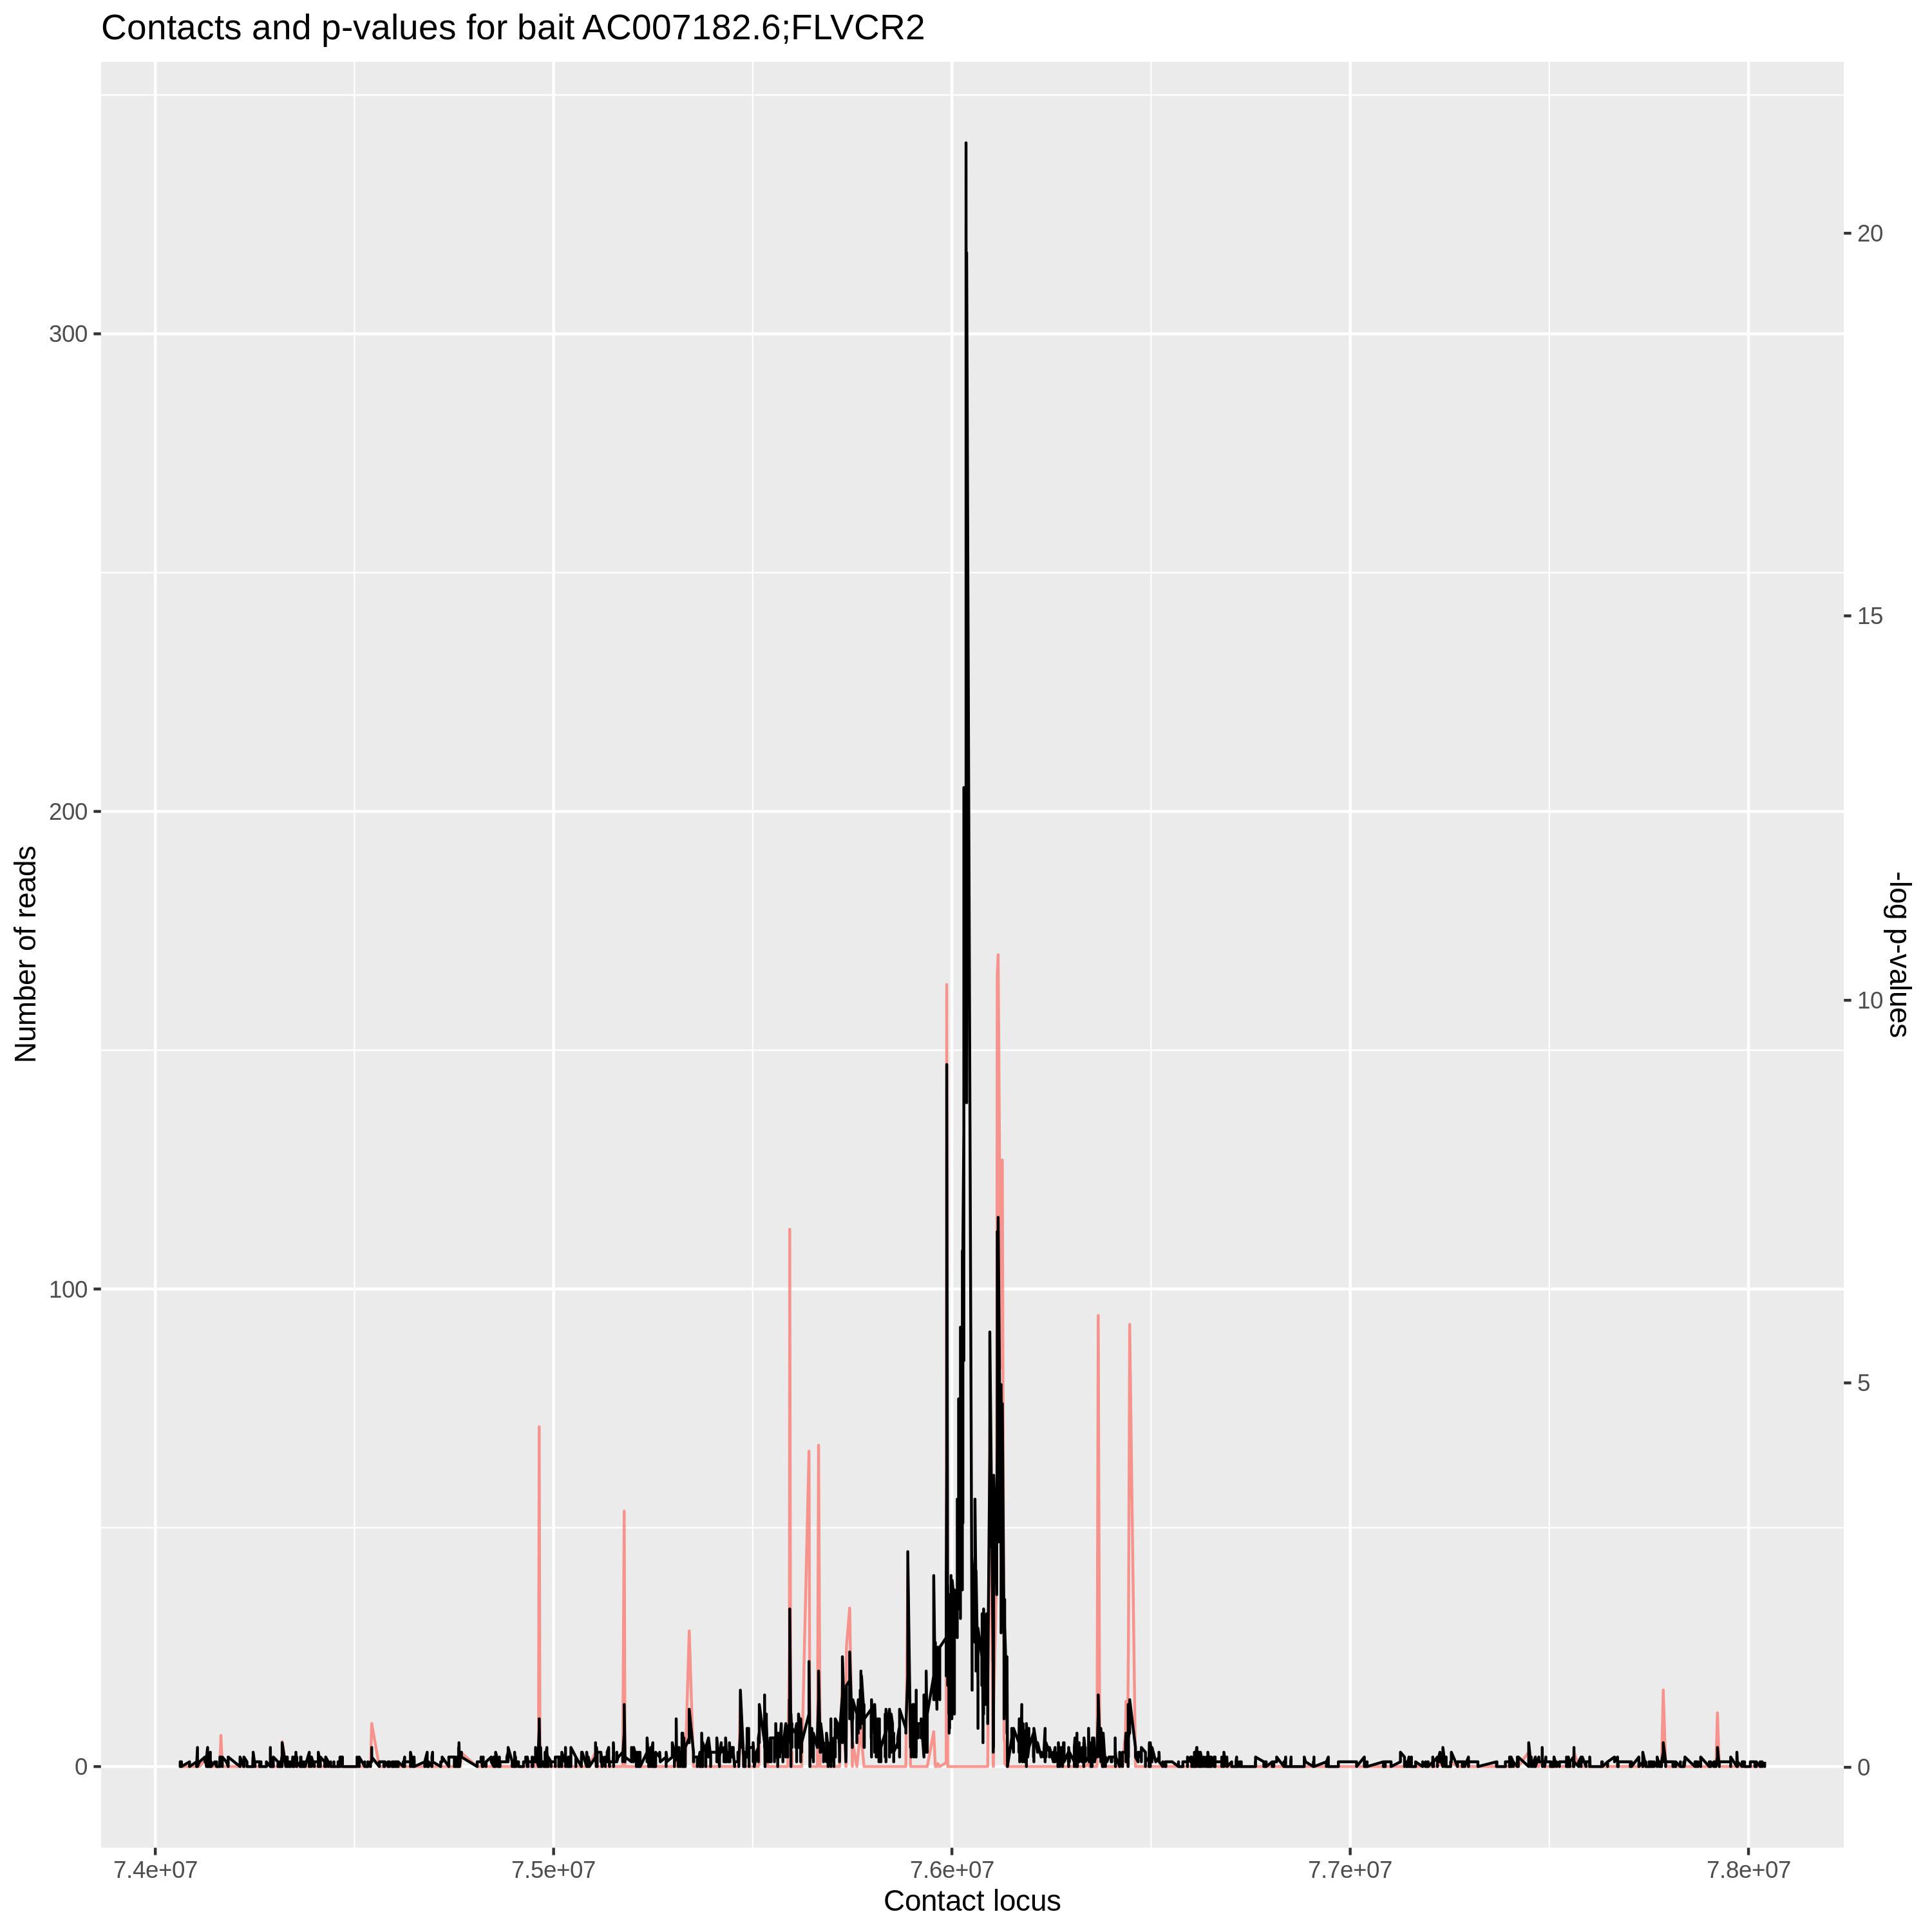 Contacts and p-values for bait AC007182.6;FLVCR2
Number of reads
300
200
100
0
20
15
10
5
0
-log p-values
7.4e+07
7.5e+07
7.6e+07
7.7e+07
7.8e+07
Contact locus